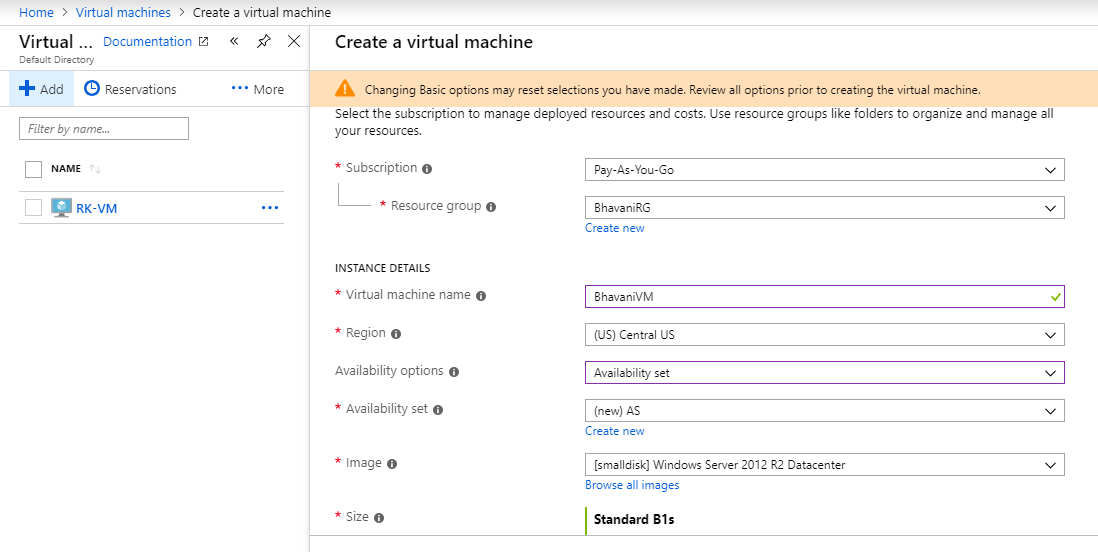 Home > Virtual machines > Create a virtual machine
Virtual ... Documentation
Default Directory
Add Reservations ··· More
Filter by name...
NAME
RK-VM ···
Create a virtual machine
Changing Basic options may reset selections you have made. Review all options prior to creating the virtual machine.
Select the subscription to manage deployed resources and costs. Use resource groups like folders to organize and manage all
your resources.
* Subscription
Pay-As-You-Go
* Resource group
BhavaniRG
Create new
INSTANCE DETAILS
* Virtual machine name
BhavaniVM
* Region
(US) Central US
Availability options
Availability set
* Availability set
(new) AS
Create new
* Image
[smalldisk] Windows Server 2012 R2 Datacenter
Browse all images
* Size
Standard B1s